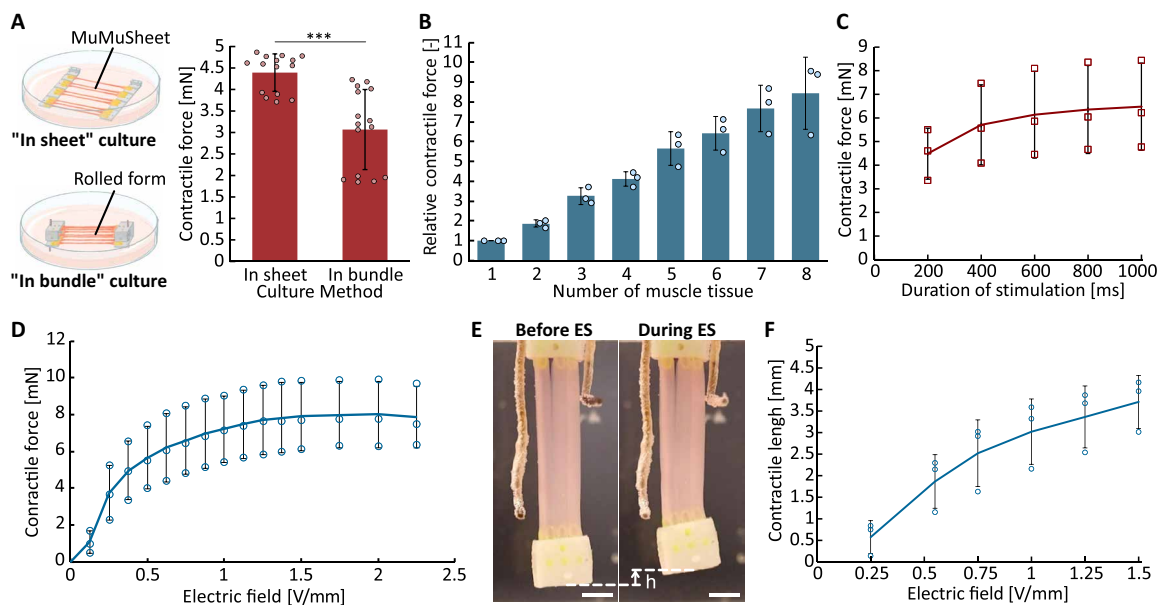 A
MuMuSheet
"In sheet" culture
Rolled form
"In bundle" culture
Contractile force [mN]
5
4.5
4
3.5
3
2.5
2
1.5
1
0.5
0
***
In sheet In bundle
Culture Method
B
Relative contractile force [-]
11
10
9
8
7
6
5
4
3
2
1
0
1 2 3 4 5 6 7 8
Number of muscle tissue
C
Contractile force [mN]
9
8
7
6
5
4
3
2
1
0
0 200 400 600 800 1000
Duration of stimulation [ms]
D
Conractile force [mN]
12
10
8
6
4
2
0
0 0.5 1 1.5 2 2.5
Electric field [V/mm]
E
Before ES During ES
h
F
Contractile lengh [mm]
5
4.5
4
3.5
3
2.5
2
1.5
1
0.5
0
0 0.25 0.5 0.75 1 1.25 1.5
Electric field [V/mm]